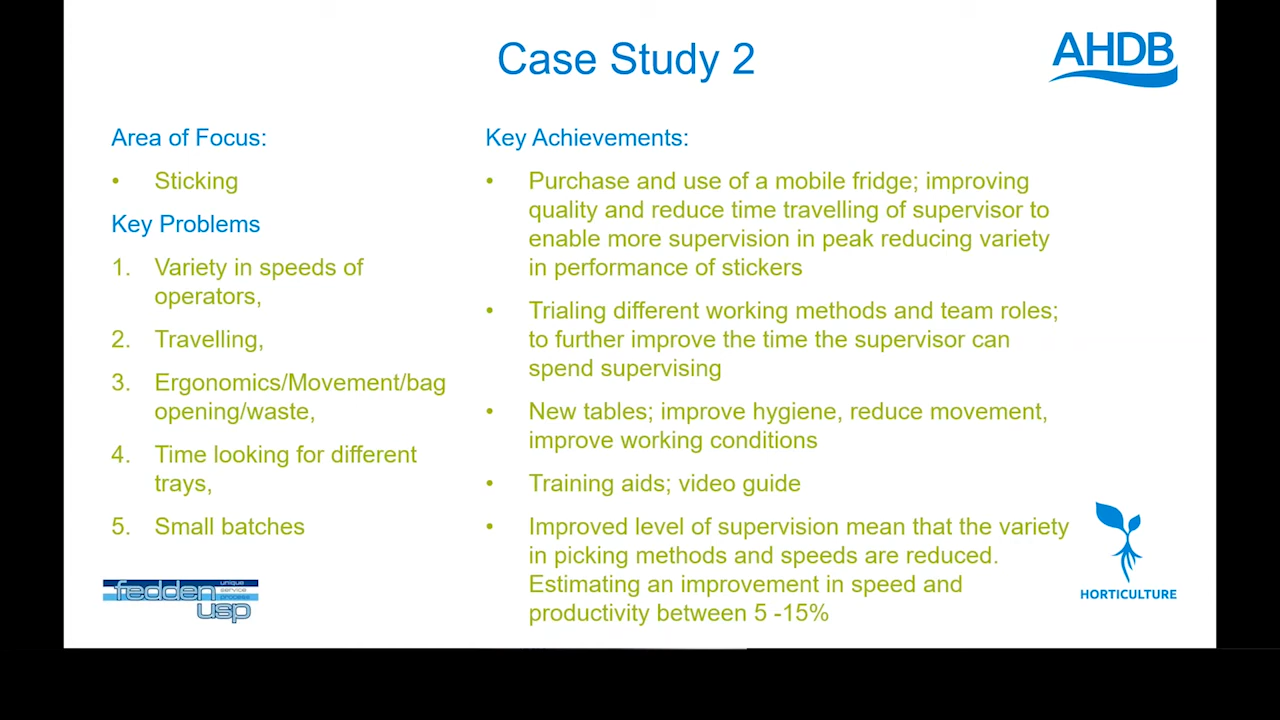 Case Study 2
AHDB
Area of Focus:
• Sticking
Key Problems
1. Variety in speeds of
operators,
2. Travelling,
3. Ergonomics/Movement/bag
opening/waste,
4. Time looking for different
trays,
5. Small batches
fedden
unique
service
process
usp
Key Achievements:
• Purchase and use of a mobile fridge; improving
quality and reduce time travelling of supervisor to
enable more supervision in peak reducing variety
in performance of stickers
• Trialing different working methods and team roles;
to further improve the time the supervisor can
spend supervising
• New tables; improve hygiene, reduce movement,
improve working conditions
• Training aids; video guide
• Improved level of supervision mean that the variety
in picking methods and speeds are reduced.
Estimating an improvement in speed and
productivity between 5 -15%
HORTICULTURE